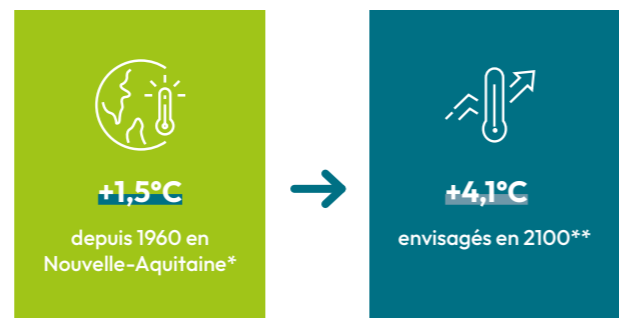 +1,5°C
depuis 1960 en
Nouvelle-Aquitaine*
+4,1°C
envisagés en 2100**